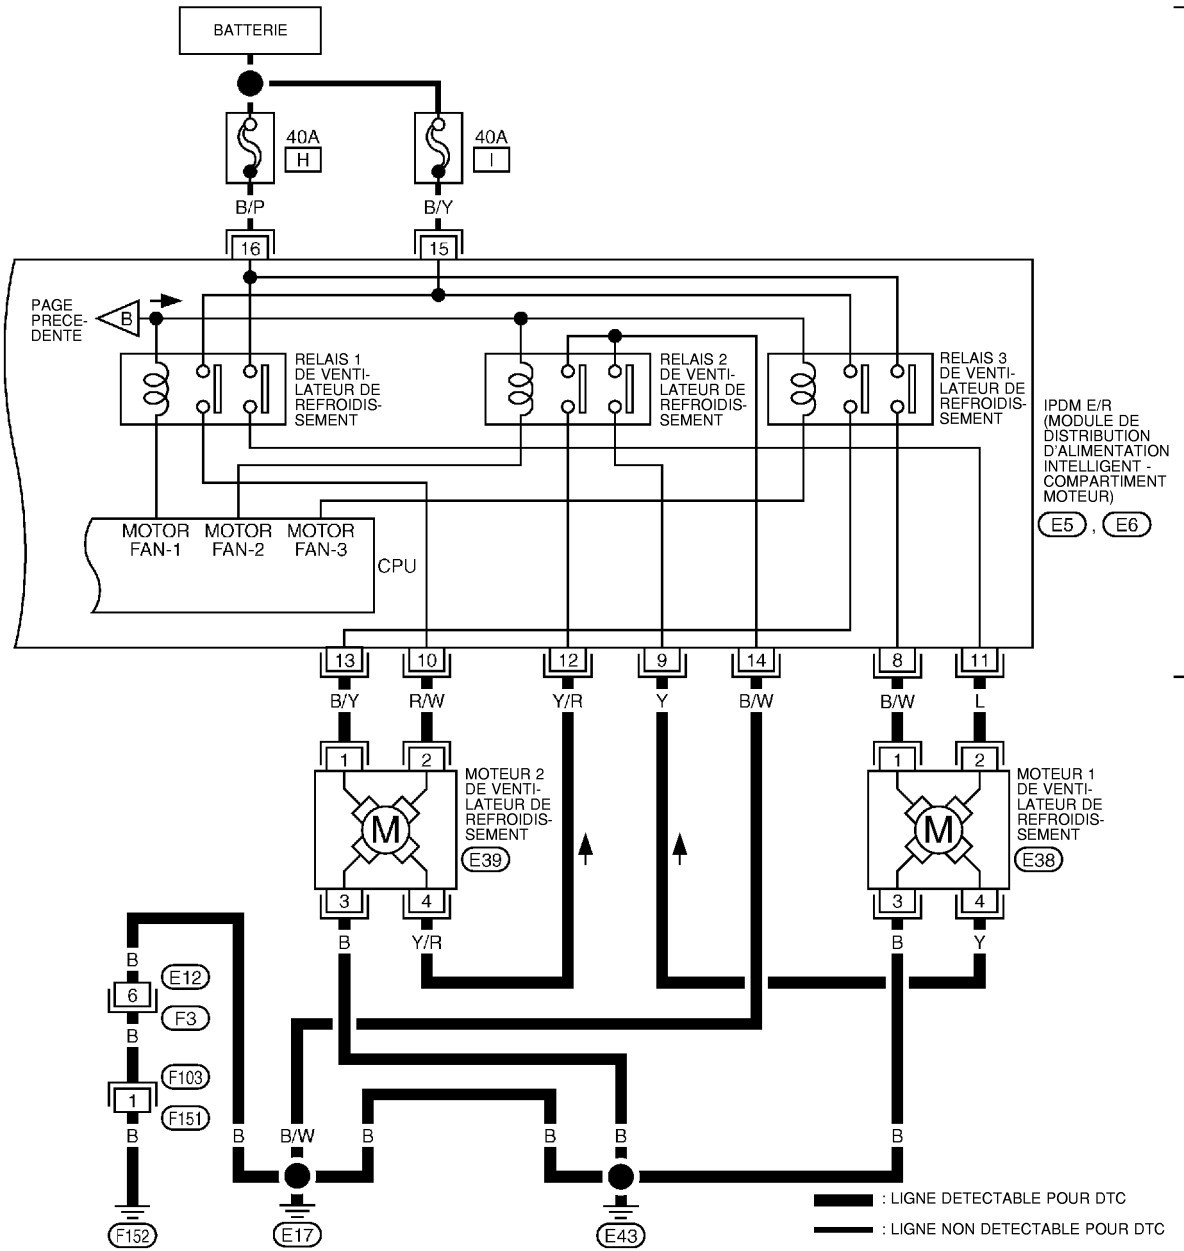 BATTERIE
40A
H
40A
I
B/P
B/Y
16
15
PAGE
PRECE-
DENTE
B
RELAIS 1
DE VENTI-
LATEUR DE
REFROIDIS-
SEMENT
RELAIS 2
DE VENTI-
LATEUR DE
REFROIDIS-
SEMENT
RELAIS 3
DE VENTI-
LATEUR DE
REFROIDIS-
SEMENT
IPDM E/R
(MODULE DE
DISTRIBUTION
D'ALIMENTATION
INTELLIGENT -
COMPARTIMENT
MOTEUR)
E5 , E6
MOTOR
FAN-1
MOTOR
FAN-2
MOTOR
FAN-3
CPU
13
10
12
9
14
8
11
B/Y
R/W
Y/R
Y
B/W
B/W
L
1
2
1
2
MOTEUR 2
DE VENTI-
LATEUR DE
REFROIDIS-
SEMENT
E39
M
MOTEUR 1
DE VENTI-
LATEUR DE
REFROIDIS-
SEMENT
E38
M
3
4
3
4
B
Y/R
B
Y
B
E12
6
F3
B
F103
1
F151
B
B
B/W
B
B
B
B
F152
E17
E43
: LIGNE DETECTABLE POUR DTC
: LIGNE NON DETECTABLE POUR DTC